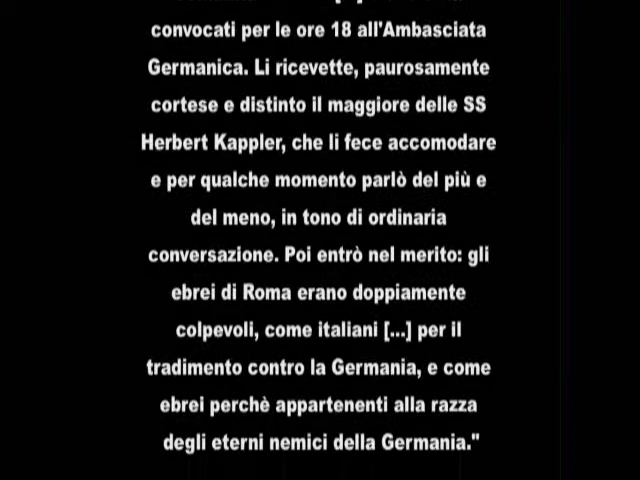 convocati per le ore 18 all'Ambasciata
Germanica. Li ricevette, paurosamente
cortese e distinto il maggiore delle SS
Herbert Kappler, che li fece accomodare
e per qualche momento parlò del più e
del meno, in tono di ordinaria
conversazione. Poi entrò nel merito: gli
ebrei di Roma erano doppiamente
colpevoli, come italiani [...] per il
tradimento contro la Germania, e come
ebrei perchè appartenenti alla razza
degli eterni nemici della Germania."